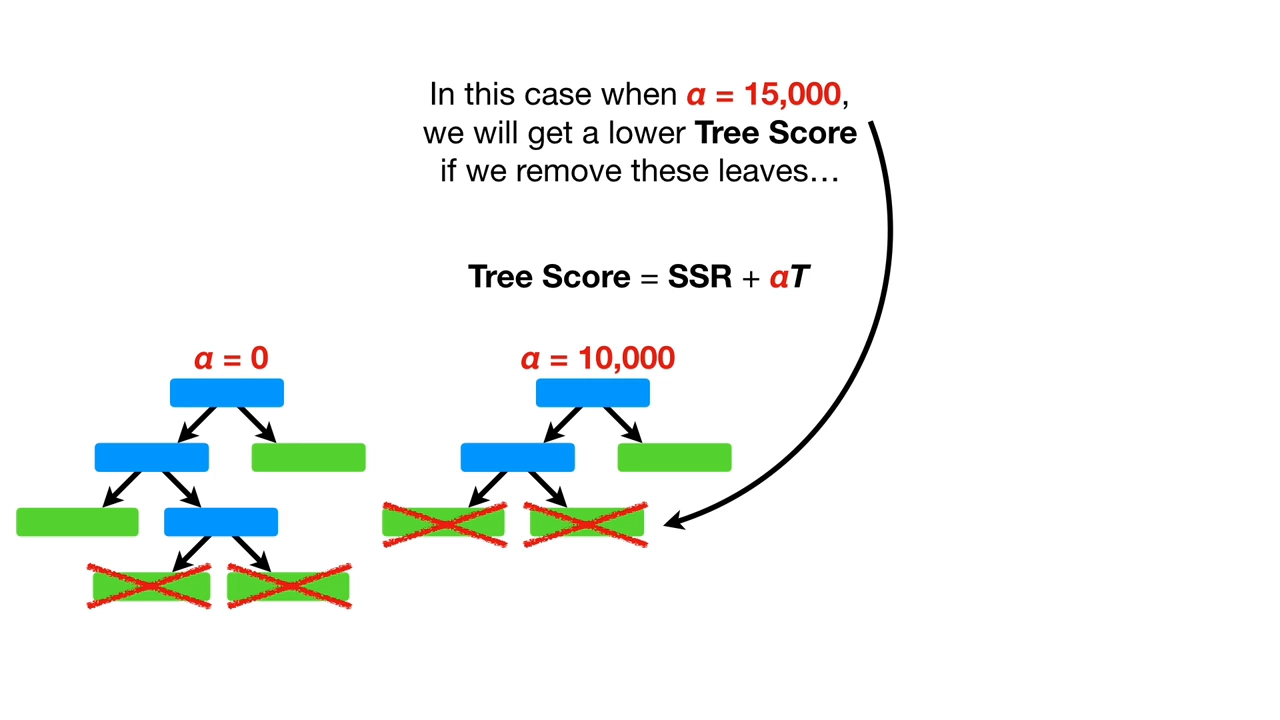 In this case when α = 15,000,
we will get a lower Tree Score
if we remove these leaves…
Tree Score = SSR + αT
α = 0
α = 10,000